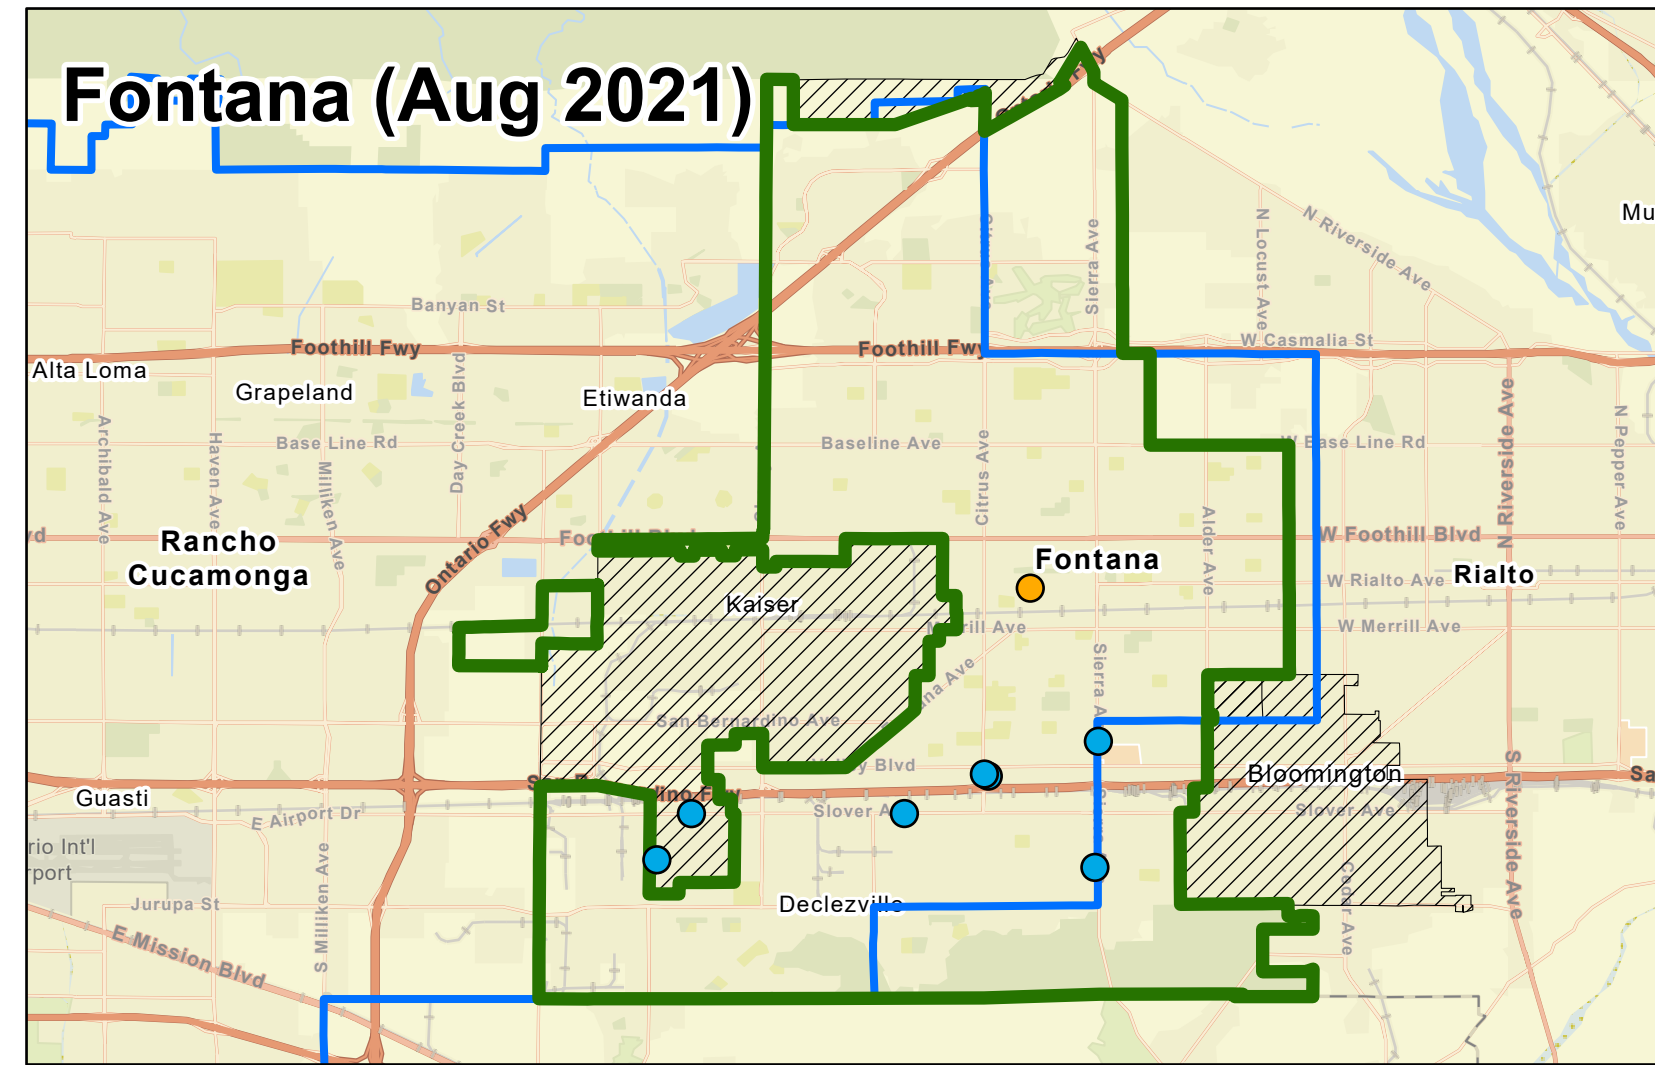 Fontana (Aug 2021)
Mu
Sierra Ave
N Locust Ave
N Riverside Ave
Banyan St
Foothill Fwy
Foothill Fwy
W Casmalia St
Alta Loma
Grapeland
Etiwanda
Day Creek Blvd
Archibald Ave
Haven Ave
Base Line Rd
Milliken Ave
Baseline Ave
Citrus Ave
W Base Line Rd
N Riverside Ave
N Pepper Ave
Ontario Fwy
Rancho
Cucamonga
Alder Ave
W Foothill Blvd
Fontana
W Rialto Ave
Rialto
Kaiser
W Merrill Ave
San Bernardino Ave
Bloomington
Guasti
E Airport Dr
Slover Ave
S Riverside Ave
S Milliken Ave
Cedar Ave
Declezville
Jurupa St
E Mission Blvd